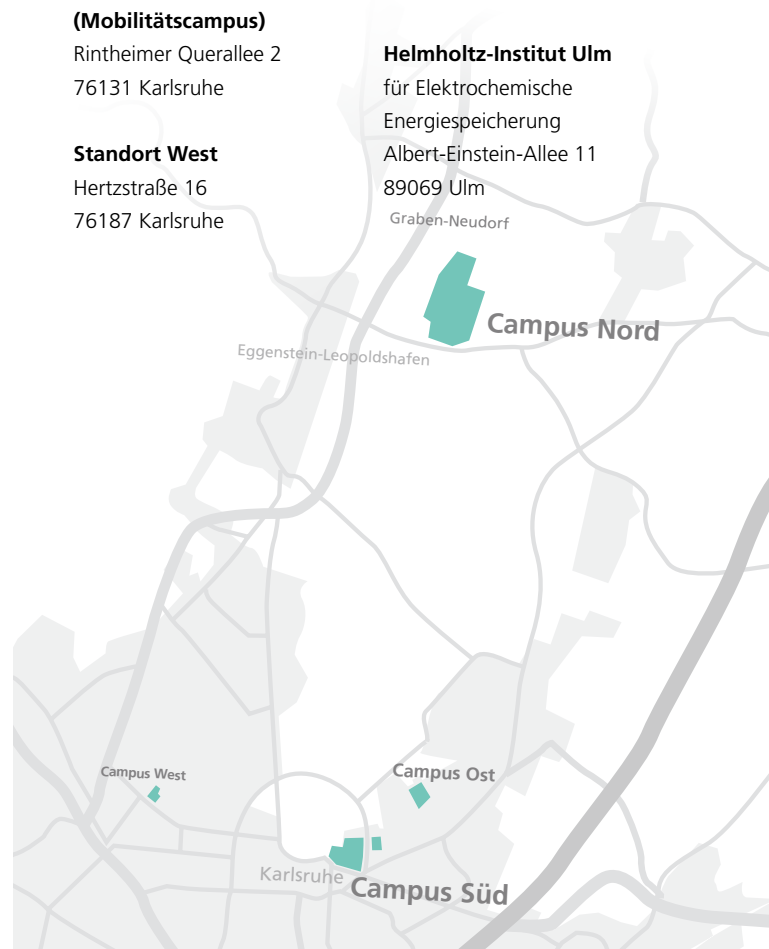 (Mobilitätscampus)
Rintheimer Querallee 2
76131 Karlsruhe
Standort West
Hertzstraße 16
76187 Karlsruhe
Helmholtz-Institut Ulm
für Elektrochemische
Energiespeicherung
Albert-Einstein-Allee 11
89069 Ulm
Graben-Neudorf
Campus Nord
Eggenstein-Leopoldshafen
Campus West
Campus Ost
Karlsruhe
Campus Süd